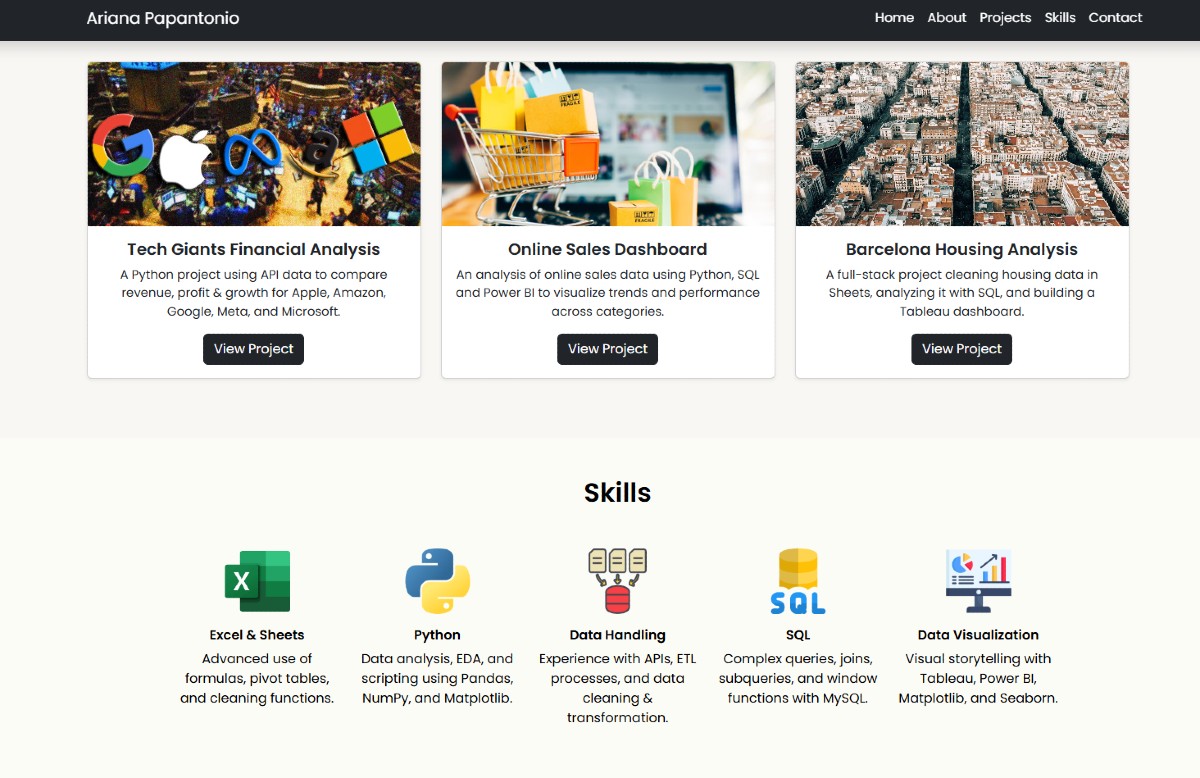 Ariana Papantonio
Home About Projects Skills Contact
Tech Giants Financial Analysis
A Python project using API data to compare
revenue, profit & growth for Apple, Amazon,
Google, Meta, and Microsoft.
View Project
FRAGILE
FRAGILE
Online Sales Dashboard
An analysis of online sales data using Python, SQL
and Power BI to visualize trends and performance
across categories.
View Project
Barcelona Housing Analysis
A full-stack project cleaning housing data in
Sheets, analyzing it with SQL, and building a
Tableau dashboard.
View Project
Skills
X
Excel & Sheets
Advanced use of
formulas, pivot tables,
and cleaning functions.
Python
Data analysis, EDA, and
scripting using Pandas,
NumPy, and Matplotlib.
Data Handling
Experience with APIs, ETL
processes, and data
cleaning &
transformation.
SQL
SQL
Complex queries, joins,
subqueries, and window
functions with MySQL.
Data Visualization
Visual storytelling with
Tableau, Power BI,
Matplotlib, and Seaborn.